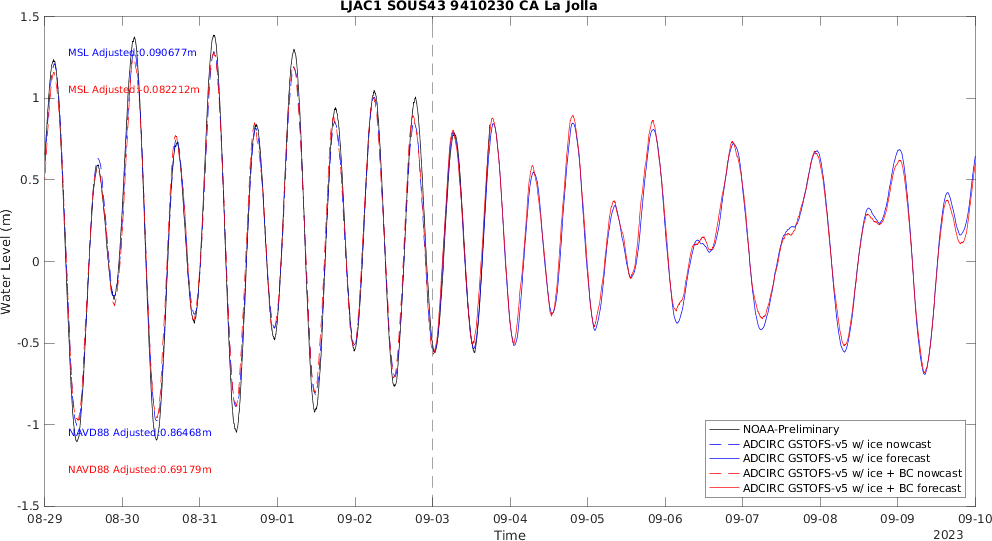 LJAC1 SOUS43 9410230 CA La Jolla
1.5
MSL Adjusted:0.090677m
MSL Adjusted:-0.082212m
1
0.5
Water Level (m)
0
-0.5
-1
NAVD88 Adjusted:0.86468m
NAVD88 Adjusted:0.69179m
-1.5
NOAA-Preliminary
ADCIRC GSTOFS-v5 w/ ice nowcast
ADCIRC GSTOFS-v5 w/ ice forecast
ADCIRC GSTOFS-v5 w/ ice + BC nowcast
ADCIRC GSTOFS-v5 w/ ice + BC forecast
08-29 08-30 08-31 09-01 09-02 09-03 09-04 09-05 09-06 09-07 09-08 09-09 09-10
Time
2023